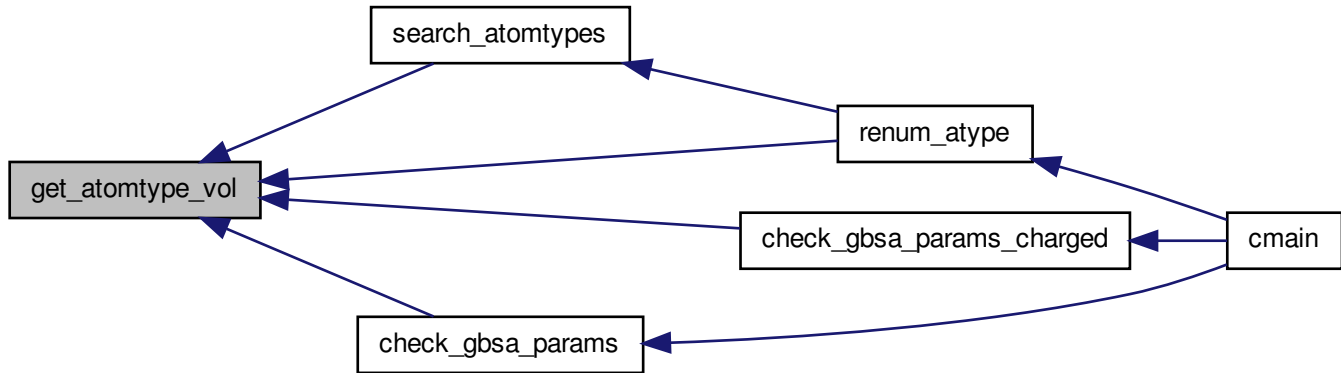 search_atomtypes
renum_atype
get_atomtype_vol
check_gbsa_params_charged
cmain
check_gbsa_params